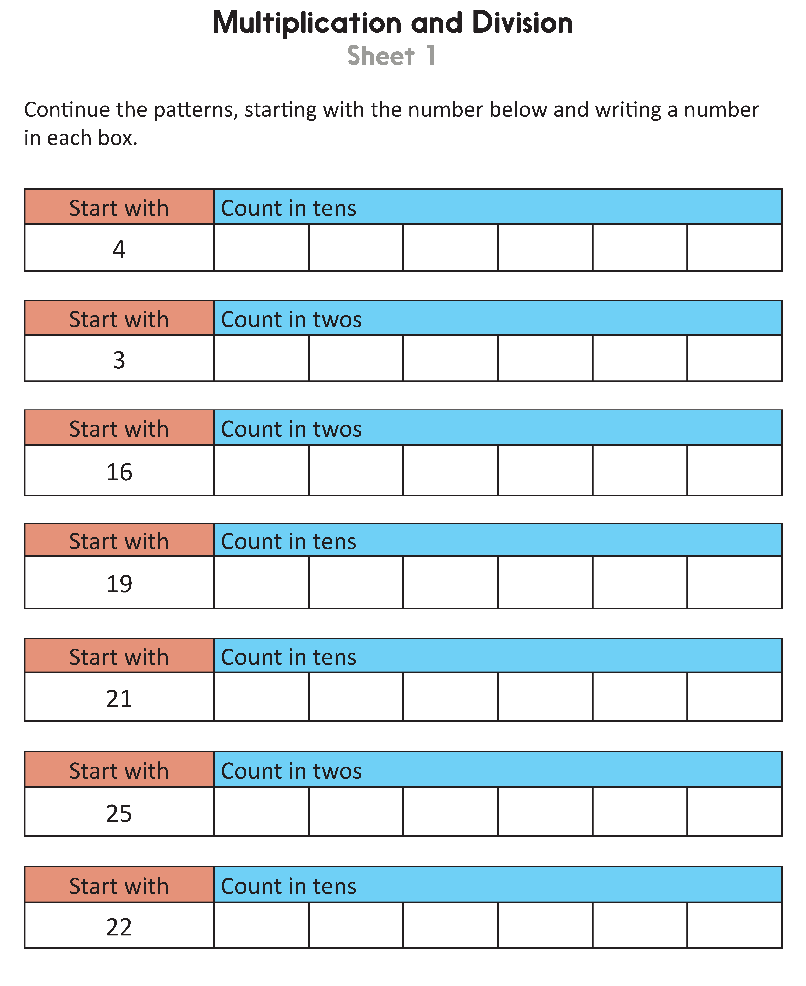 Multiplication and Division
Sheet 1
Continue the patterns, starting with the number below and writing a number
in each box.
Start with Count in tens
4
Start with Count in twos
3
Start with Count in twos
16
Start with Count in tens
19
Start with Count in tens
21
Start with Count in twos
25
Start with Count in tens
22